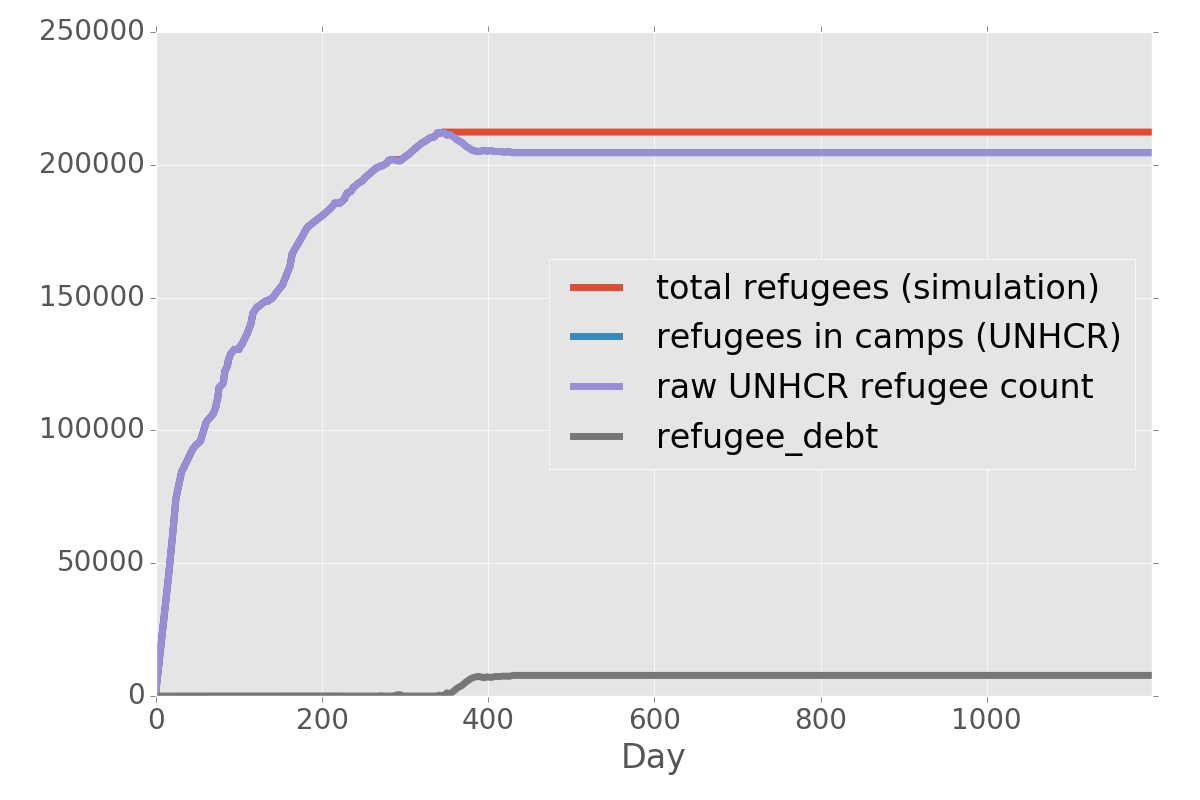 250000
200000
150000
100000
50000
0
total refugees (simulation)
refugees in camps (UNHCR)
raw UNHCR refugee count
refugee_debt
0 200 400 600 800 1000
Day